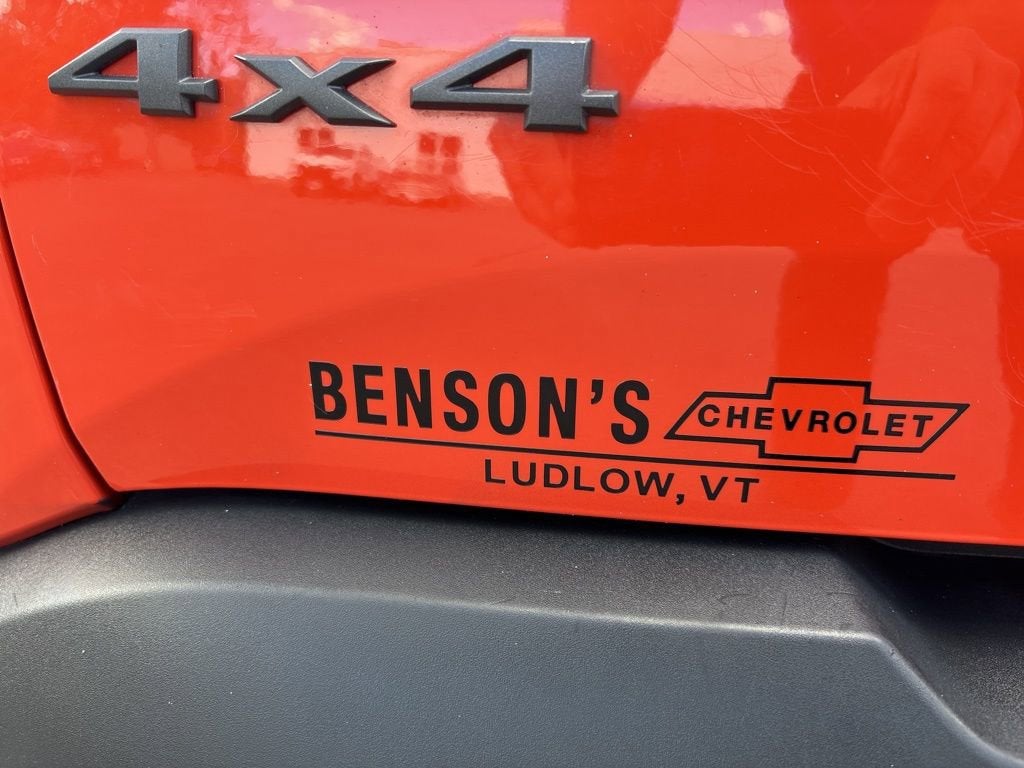 4x4
BENSON'S CHEVROLET
LUDLOW, VT